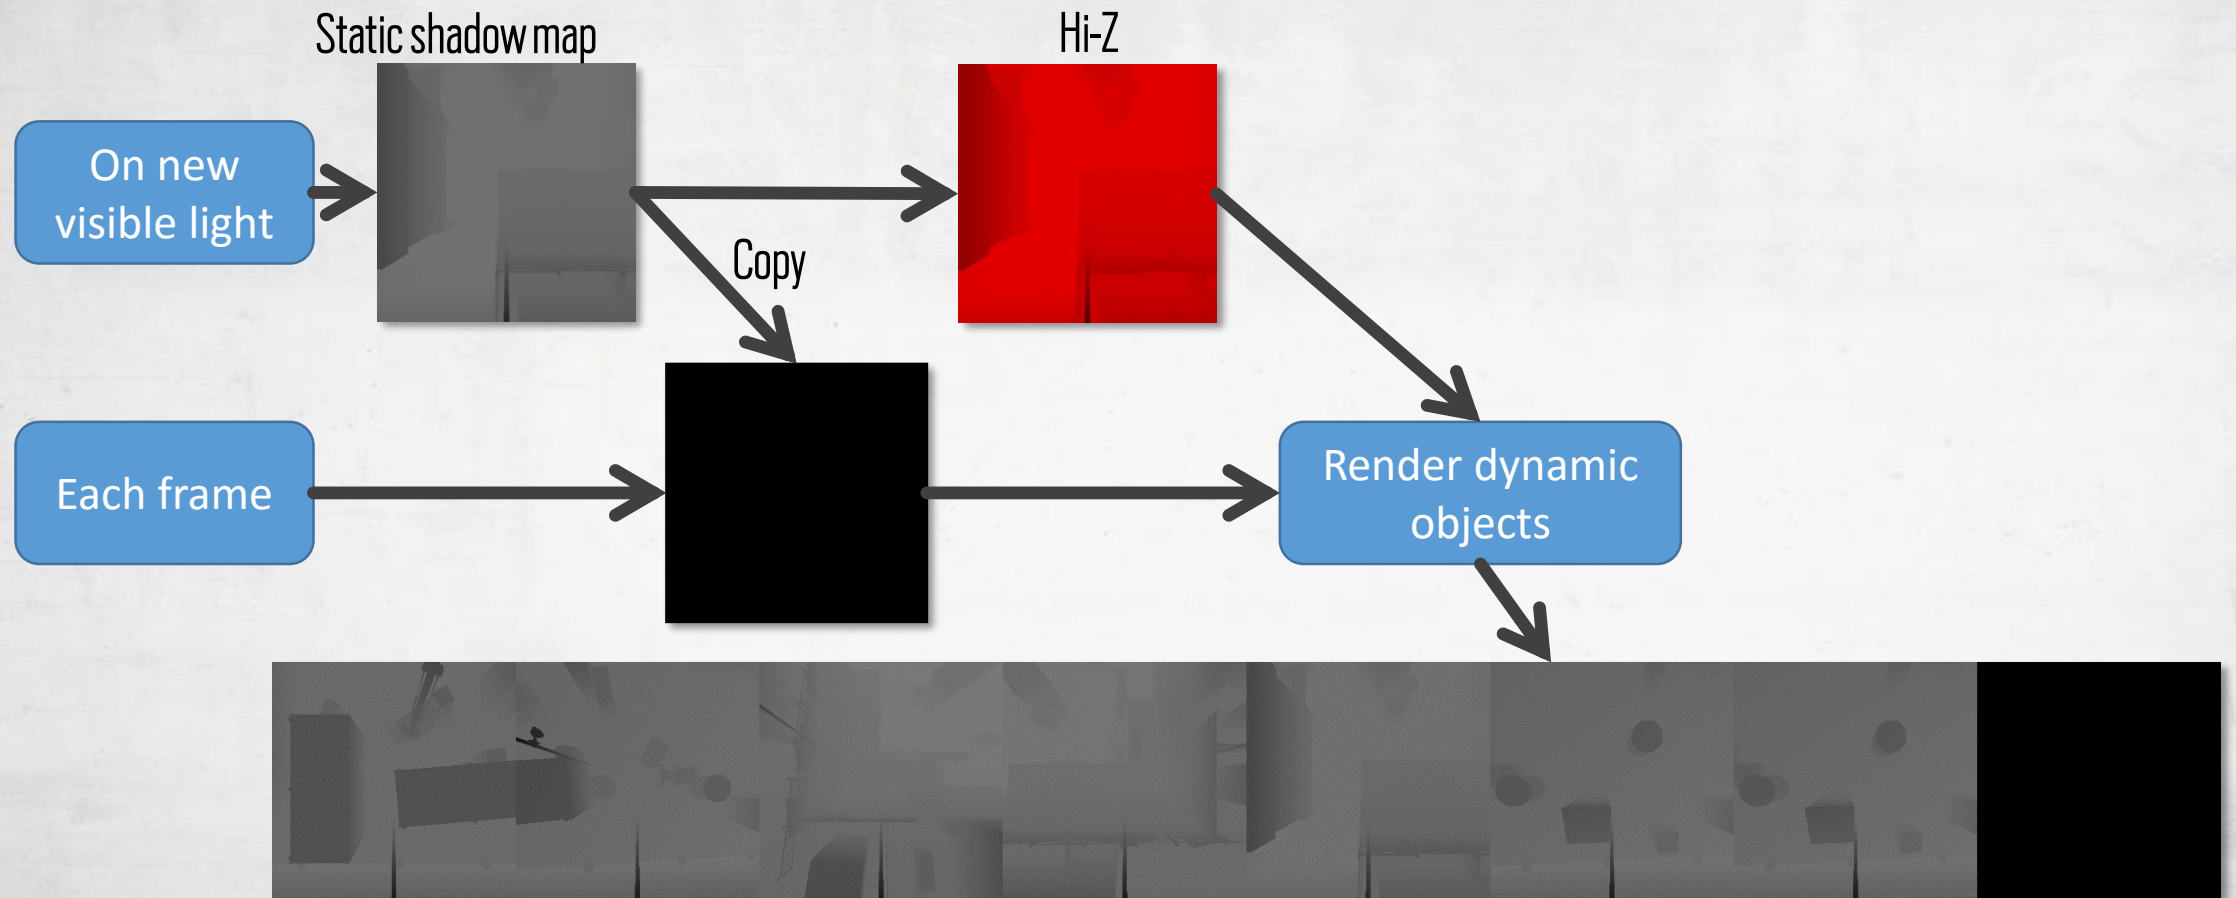 Static shadow map
Hi-Z
On new
visible light
Copy
Each frame
Render dynamic
objects